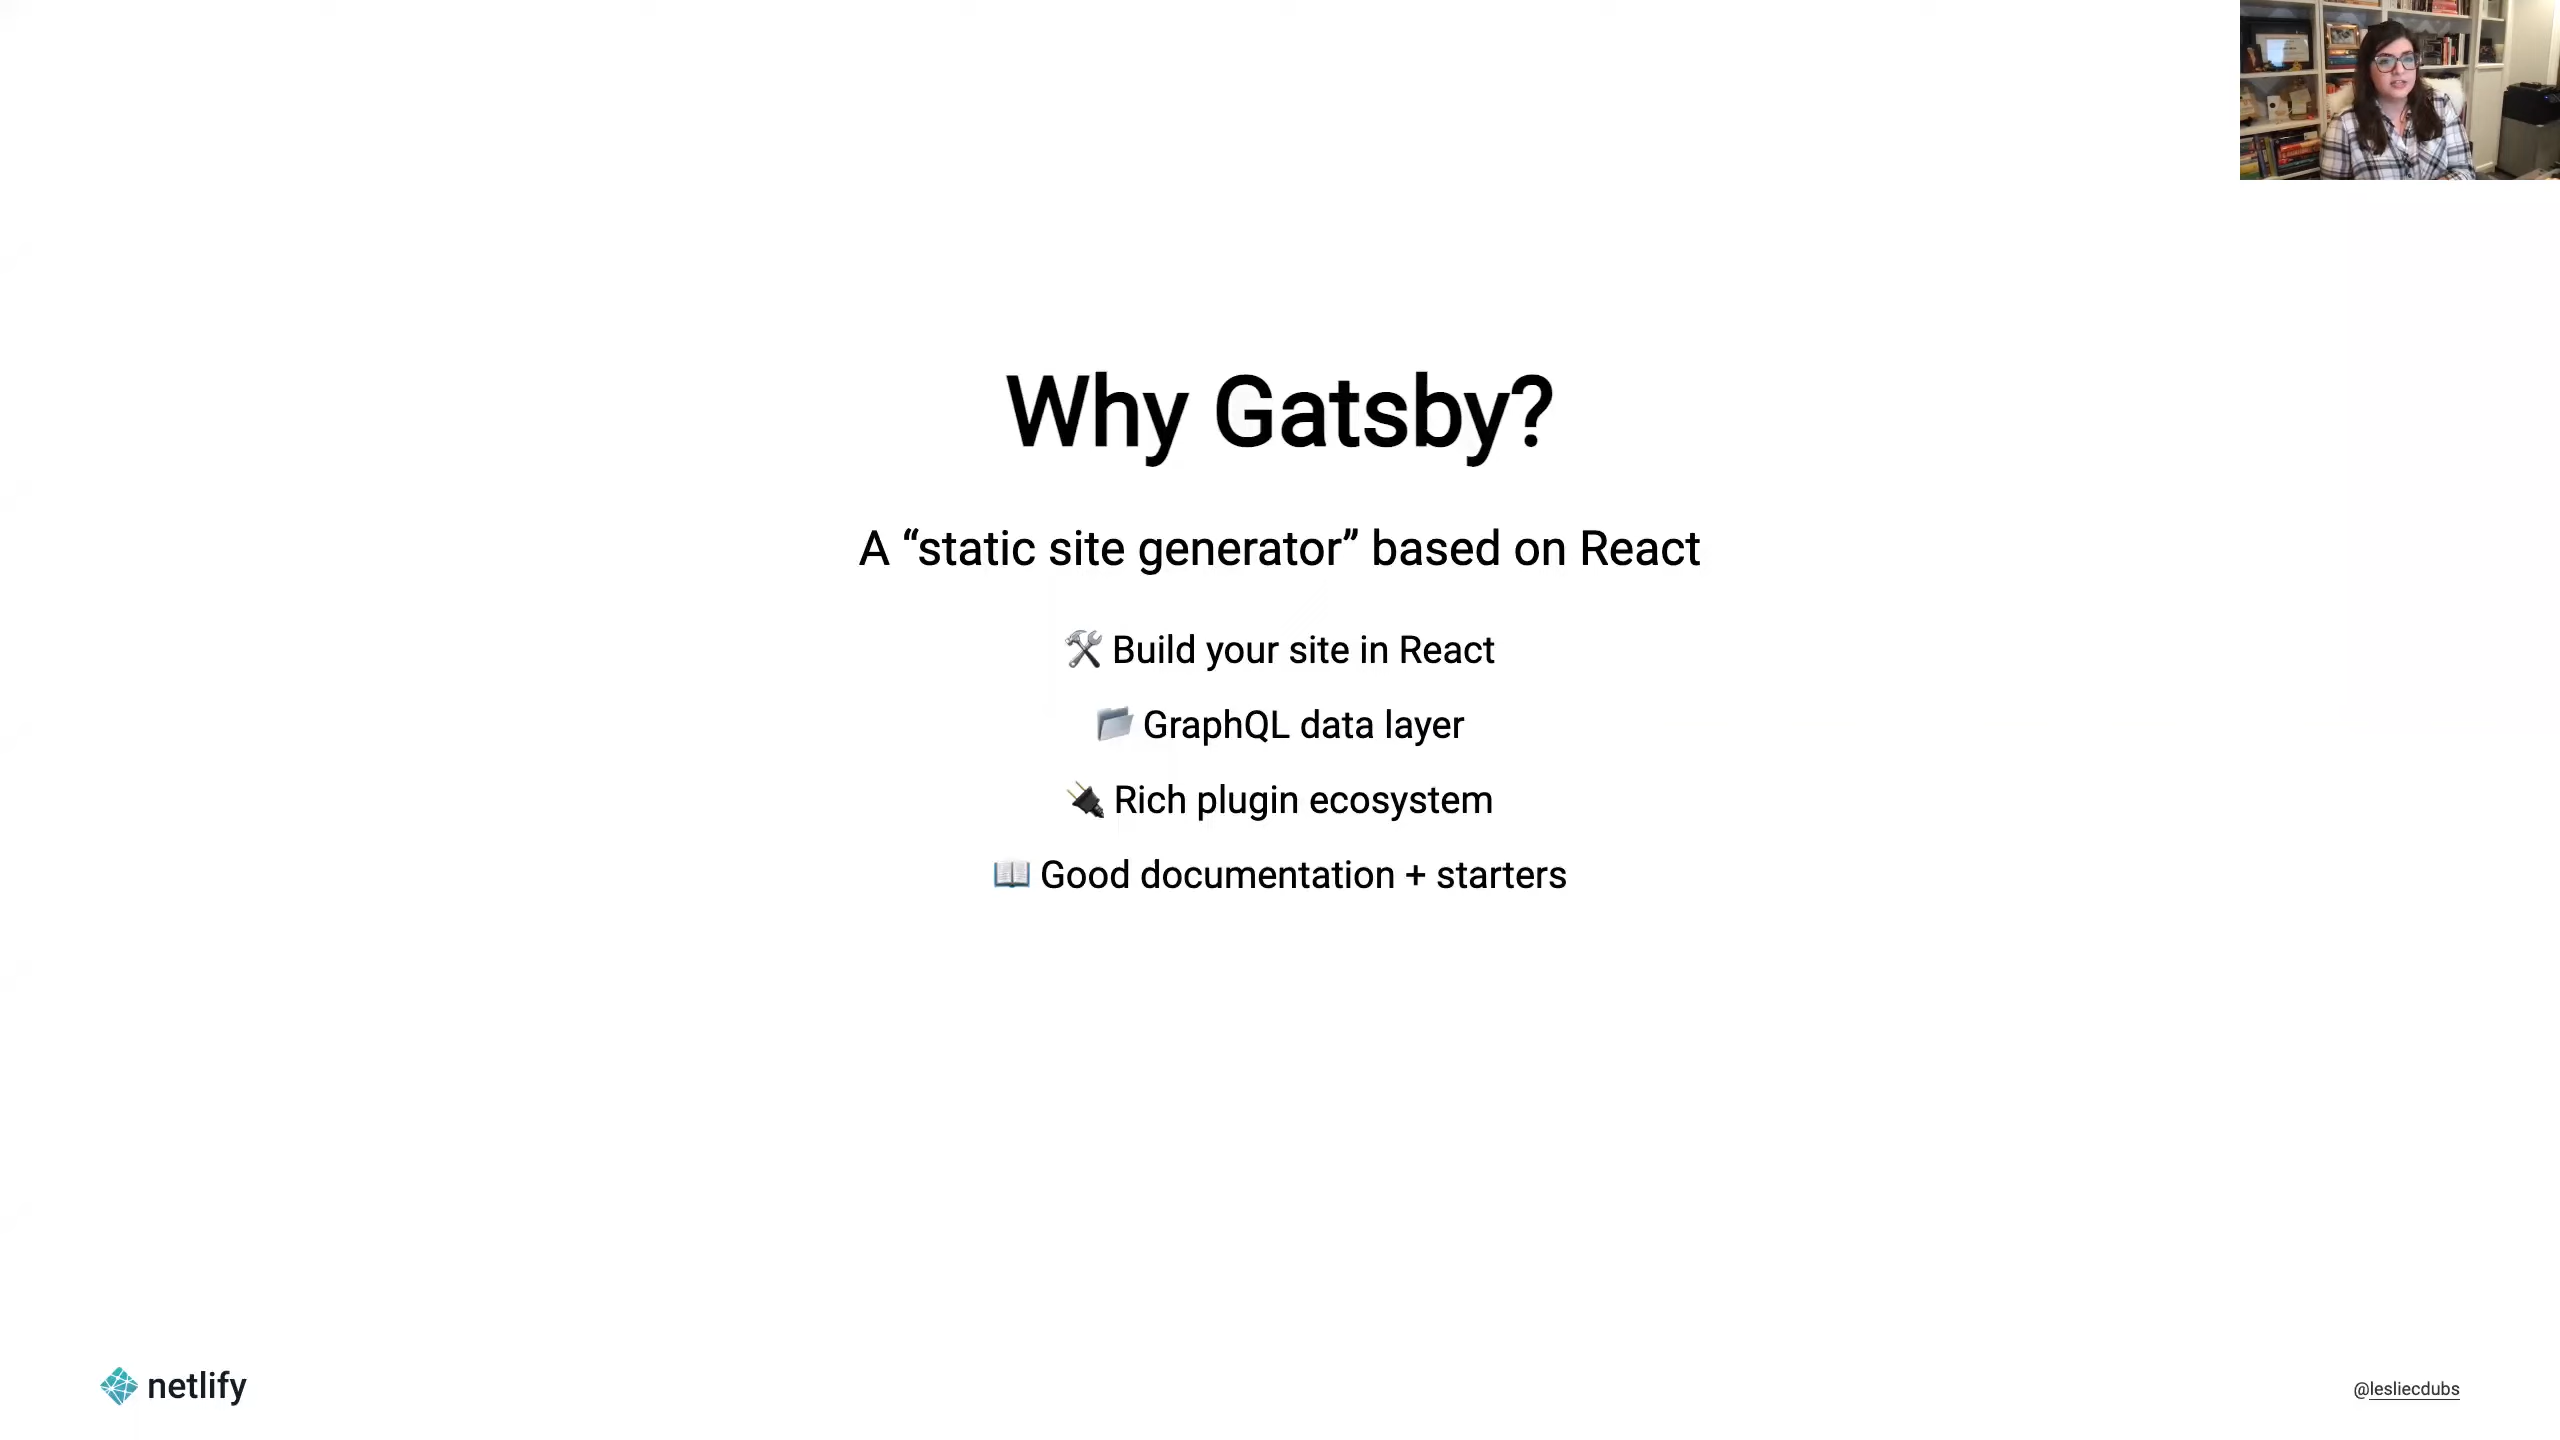 Why Gatsby?
A “static site generator” based on React
🛠 Build your site in React
📂 GraphQL data layer
🔌 Rich plugin ecosystem
📖 Good documentation + starters
netlify
@lesliecdubs